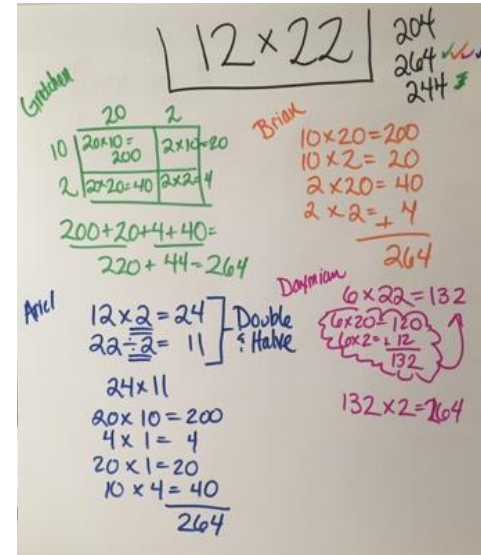 12 × 22
204
264 ✓✓✓
244
Gretchen
20 2
10 20×10= 200 2×10=20
2 2×20=40 2×2=4
200+20+4+40=
220+ 44=264
Brian
10×20=200
10×2= 20
2×20= 40
2 × 2= + 4
264
Ariel
12×2=24
22÷2= 11
Double & Halve
24×11
20×10=200
4×1= 4
20×1=20
10×4=40
264
Daymian
6×22=132
6×20=120
6×2=+12
132
132×2=264